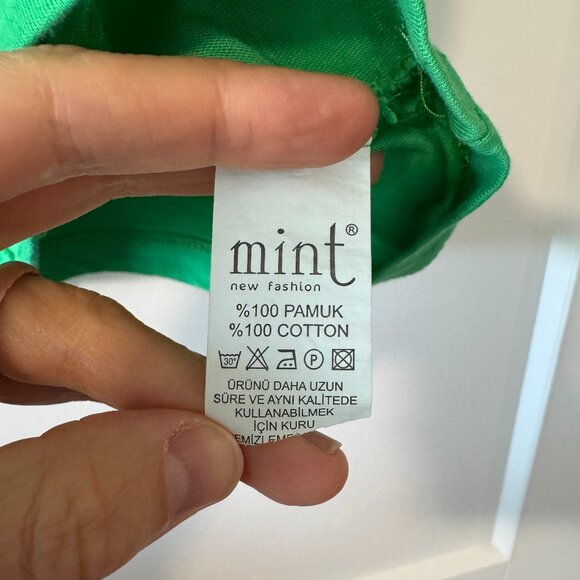 mint®
new fashion
%100 PAMUK
%100 COTTON
30° P
ÜRÜNÜ DAHA UZUN
SÜRE VE AYNI KALİTEDE
KULLANABİLMEK
İÇİN KURU